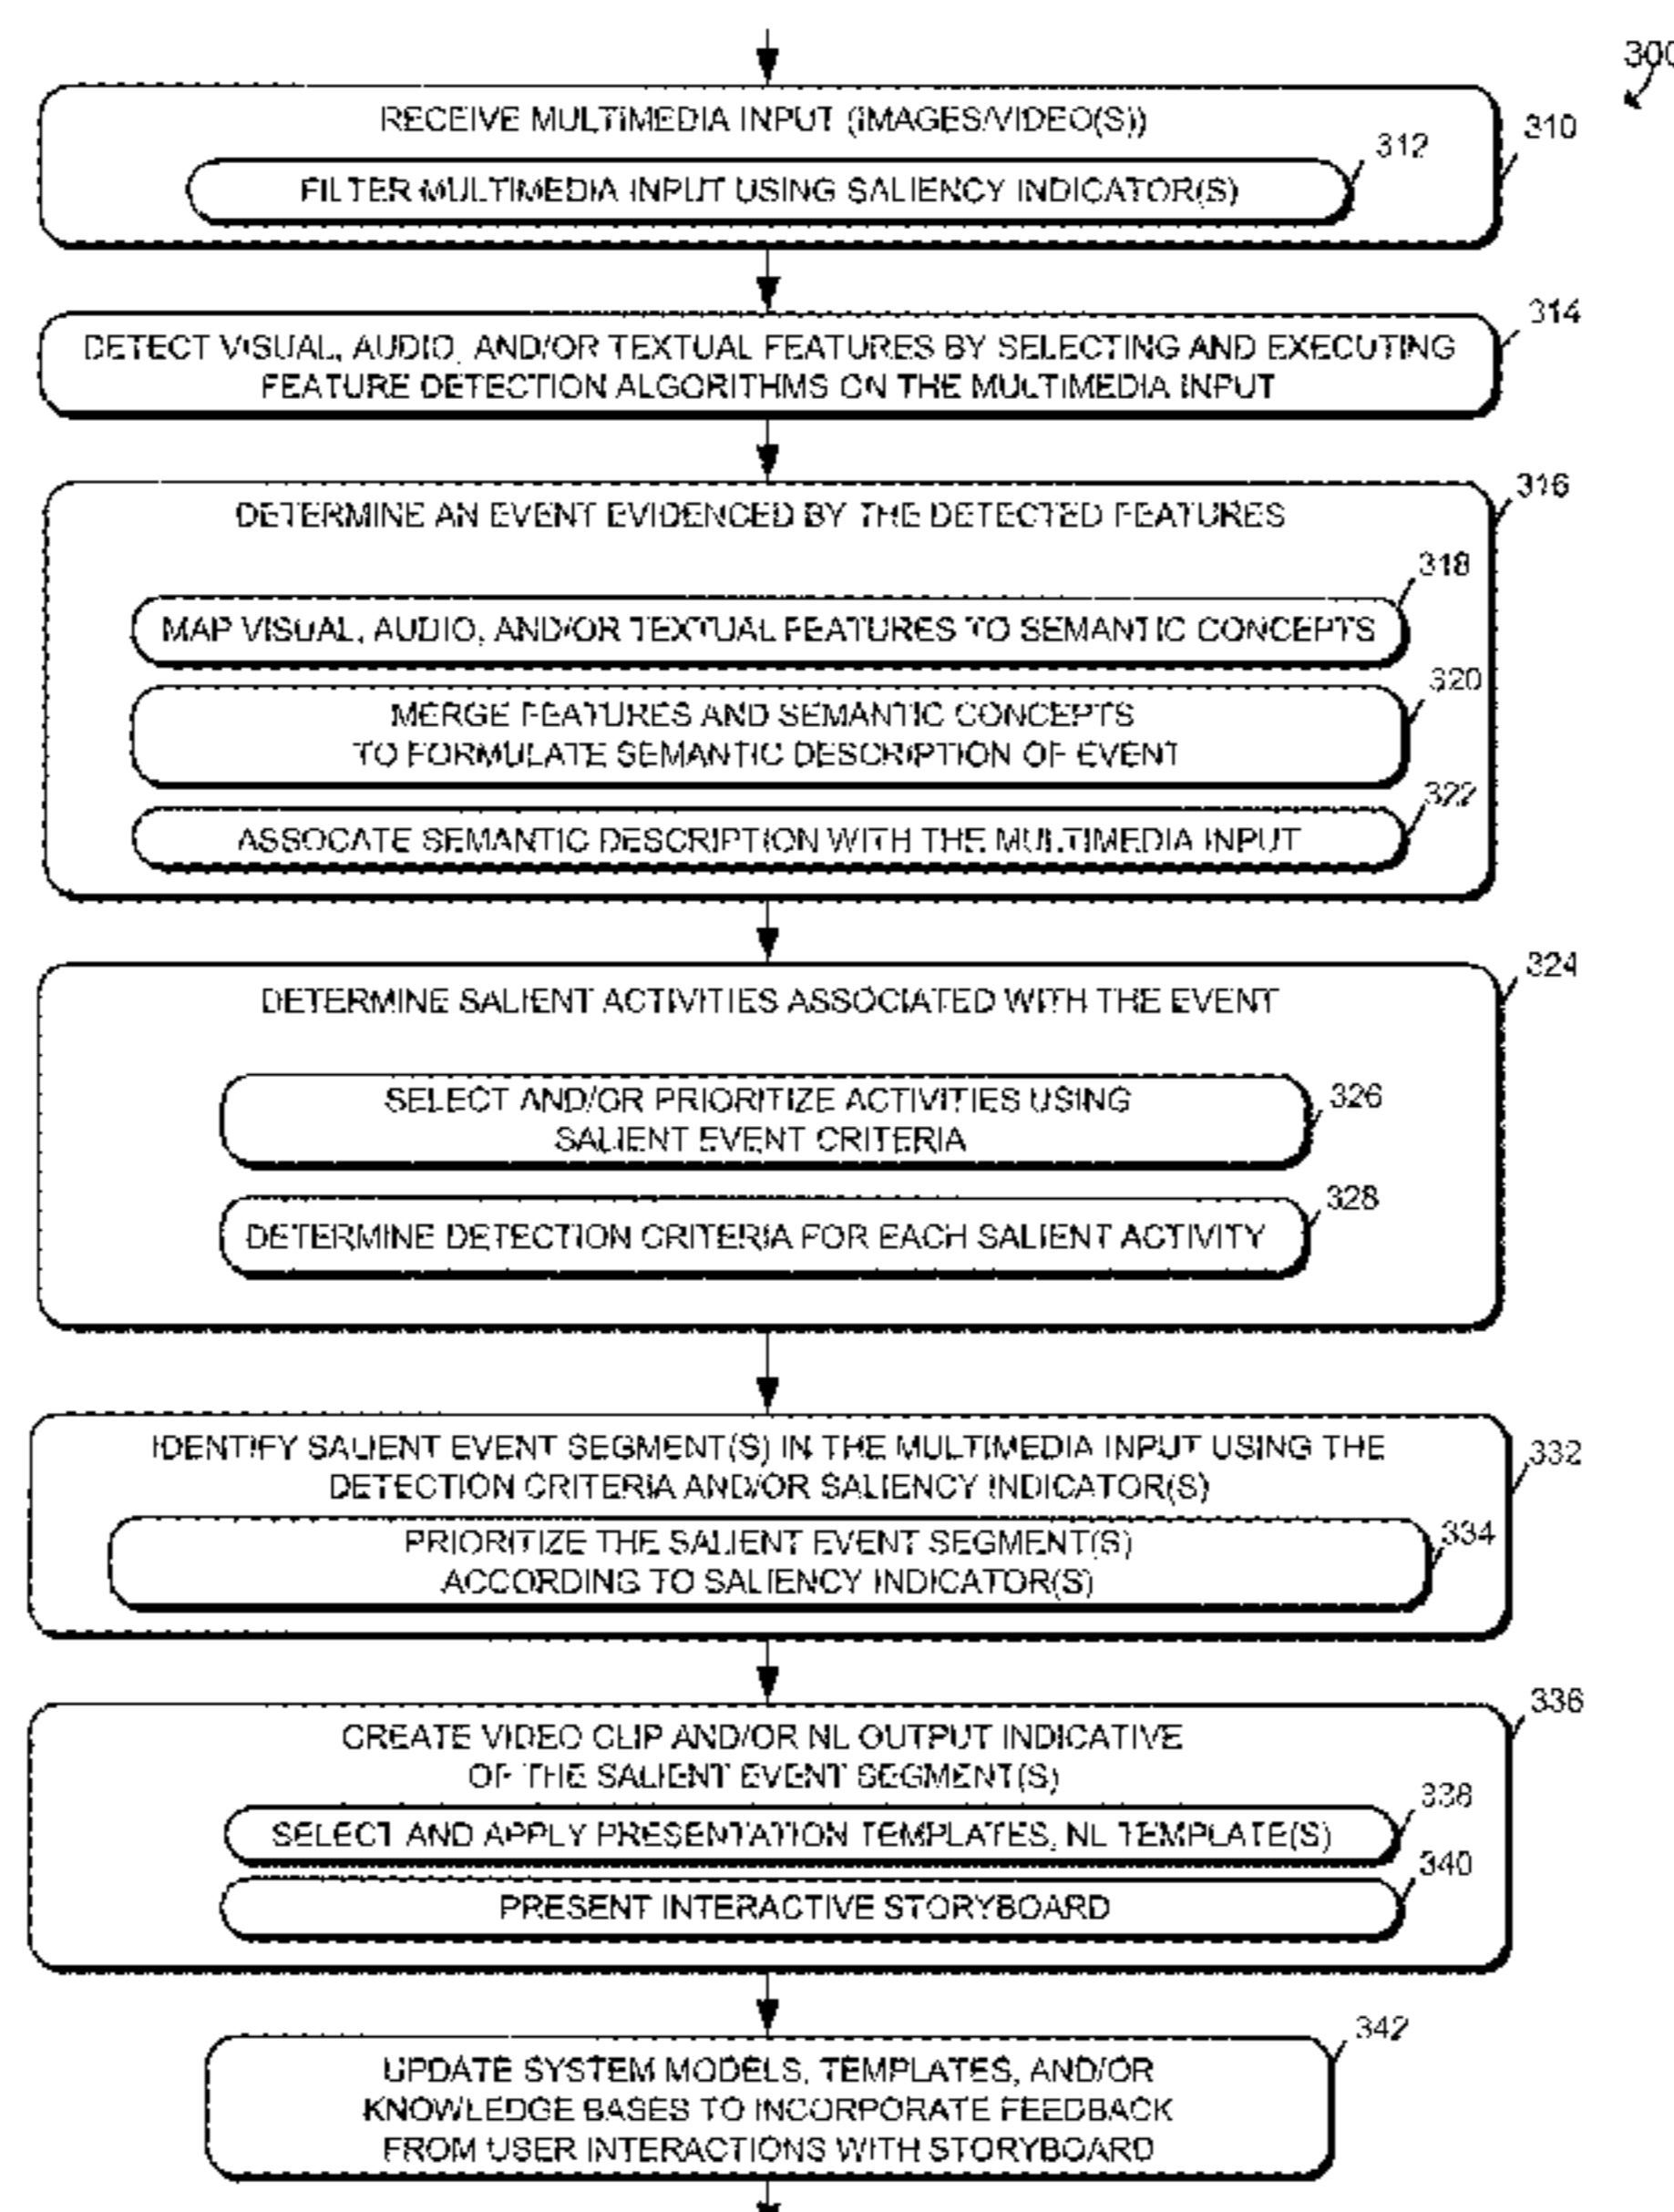 300
RECEIVE MULTIMEDIA INPUT (IMAGES/VIDEO(S))
310
312
FILTER MULTIMEDIA INPUT USING SALIENCY INDICATOR(S)
314
DETECT VISUAL, AUDIO, AND/OR TEXTUAL FEATURES BY SELECTING AND EXECUTING
FEATURE DETECTION ALGORITHMS ON THE MULTIMEDIA INPUT
316
DETERMINE AN EVENT EVIDENCED BY THE DETECTED FEATURES
318
MAP VISUAL, AUDIO, AND/OR TEXTUAL FEATURES TO SEMANTIC CONCEPTS
320
MERGE FEATURES AND SEMANTIC CONCEPTS
TO FORMULATE SEMANTIC DESCRIPTION OF EVENT
322
ASSOCATE SEMANTIC DESCRIPTION WITH THE MULTIMEDIA INPUT
324
DETERMINE SALIENT ACTIVITIES ASSOCIATED WITH THE EVENT
SELECT AND/OR PRIORITIZE ACTIVITIES USING
SALIENT EVENT CRITERIA
326
328
DETERMINE DETECTION CRITERIA FOR EACH SALIENT ACTIVITY
IDENTIFY SALIENT EVENT SEGMENT(S) IN THE MULTIMEDIA INPUT USING THE
DETECTION CRITERIA AND/OR SALIENCY INDICATOR(S)
332
PRIORITIZE THE SALIENT EVENT SEGMENT(S)
ACCORDING TO SALIENCY INDICATOR(S)
334
336
CREATE VIDEO CLIP AND/OR NL OUTPUT INDICATIVE
OF THE SALIENT EVENT SEGMENT(S)
338
SELECT AND APPLY PRESENTATION TEMPLATES, NL TEMPLATE(S)
340
PRESENT INTERACTIVE STORYBOARD
342
UPDATE SYSTEM MODELS, TEMPLATES, AND/OR
KNOWLEDGE BASES TO INCORPORATE FEEDBACK
FROM USER INTERACTIONS WITH STORYBOARD